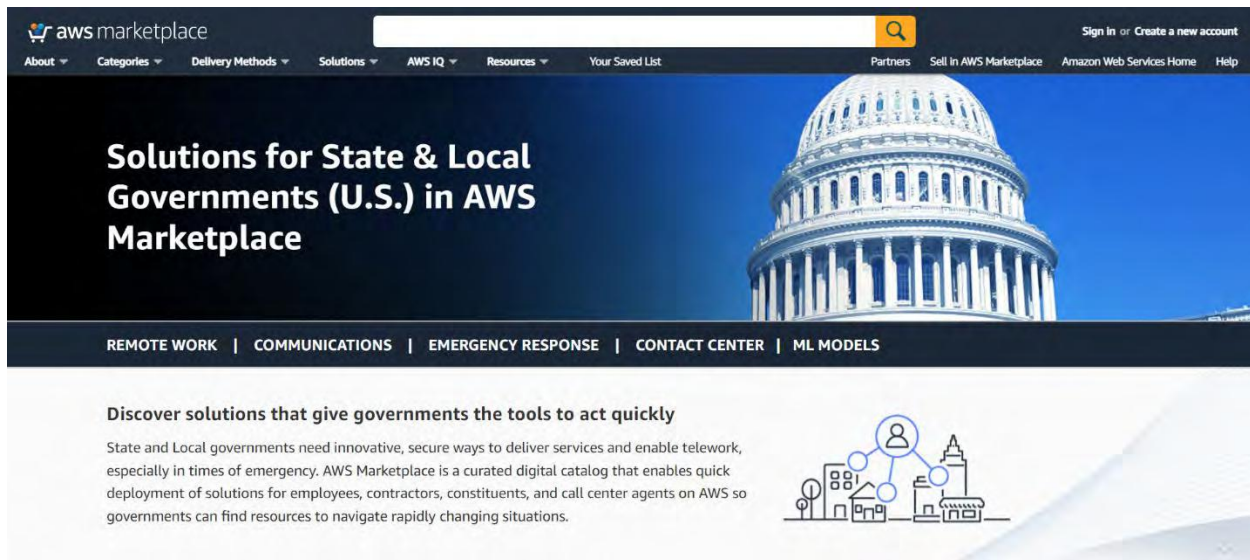 aws marketplace
Sign in or Create a new account
About Categories Delivery Methods Solutions AWS IQ Resources Your Saved List Partners Sell in AWS Marketplace Amazon Web Services Home Help
Solutions for State & Local
Governments (U.S.) in AWS
Marketplace
REMOTE WORK | COMMUNICATIONS | EMERGENCY RESPONSE | CONTACT CENTER | ML MODELS
Discover solutions that give governments the tools to act quickly
State and Local governments need innovative, secure ways to deliver services and enable telework,
especially in times of emergency. AWS Marketplace is a curated digital catalog that enables quick
deployment of solutions for employees, contractors, constituents, and call center agents on AWS so
governments can find resources to navigate rapidly changing situations.